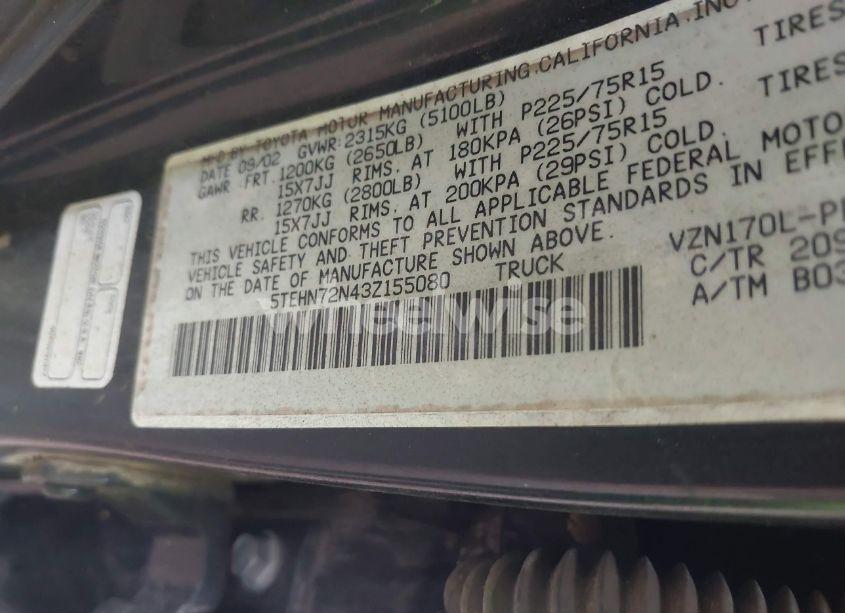 MFD.BY:TOYOTA MOTOR MANUFACTURING,CALIFORNIA,INC
DATE 09/02 GVWR:2315KG (5100LB)
GAWR :FRT.1200KG (2650LB) WITH P225/75R15 TIRES
15X7JJ RIMS, AT 180KPA (26PSI) COLD.
RR. 1270KG (2800LB) WITH P225/75R15 TIRES
15X7JJ RIMS, AT 200KPA (29PSI) COLD.
THIS VEHICLE CONFORMS TO ALL APPLICABLE FEDERAL MOTO
VEHICLE SAFETY AND THEFT PREVENTION STANDARDS IN EFF
ON THE DATE OF MANUFACTURE SHOWN ABOVE.
5TEHN72N43Z155080 TRUCK
VZN170L-P
C/TR 209
A/TM B03
wheelwise